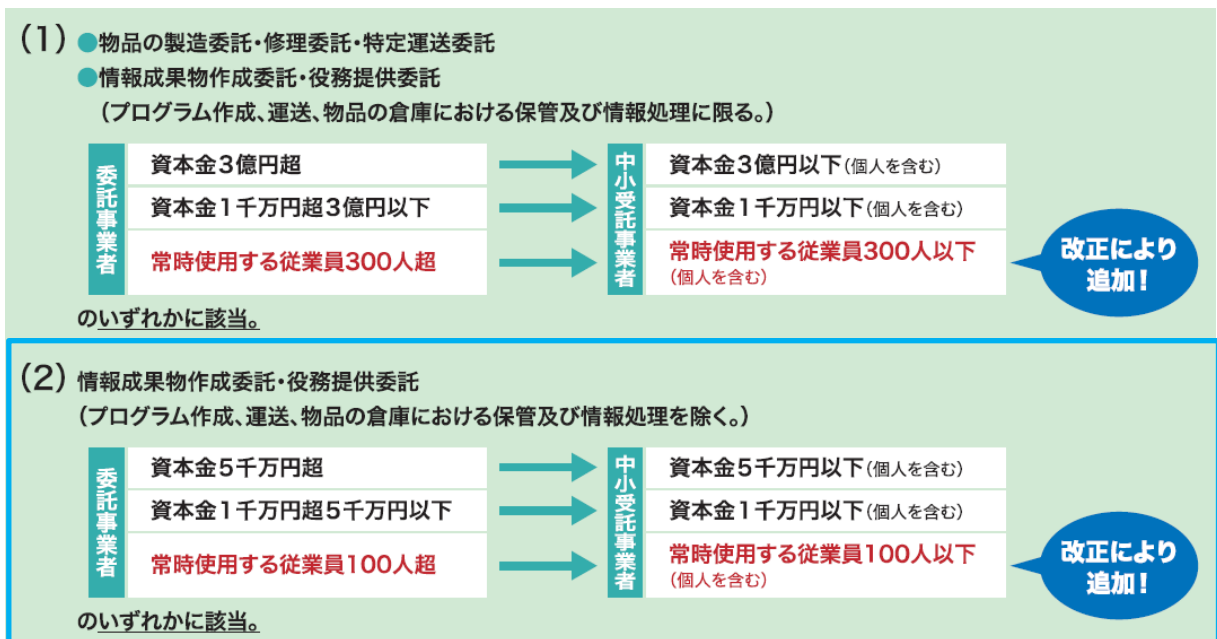 (1) ●物品の製造委託・修理委託・特定運送委託
●情報成果物作成委託・役務提供委託
(プログラム作成、運送、物品の倉庫における保管及び情報処理に限る。)
委託事業者
資本金3億円超
資本金1千万円超3億円以下
常時使用する従業員300人超
中小受託事業者
資本金3億円以下(個人を含む)
資本金1千万円以下(個人を含む)
常時使用する従業員300人以下
(個人を含む)
改正により
追加!
のいずれかに該当。
(2) 情報成果物作成委託・役務提供委託
(プログラム作成、運送、物品の倉庫における保管及び情報処理を除く。)
委託事業者
資本金5千万円超
資本金1千万円超5千万円以下
常時使用する従業員100人超
中小受託事業者
資本金5千万円以下(個人を含む)
資本金1千万円以下(個人を含む)
常時使用する従業員100人以下
(個人を含む)
改正により
追加!
のいずれかに該当。